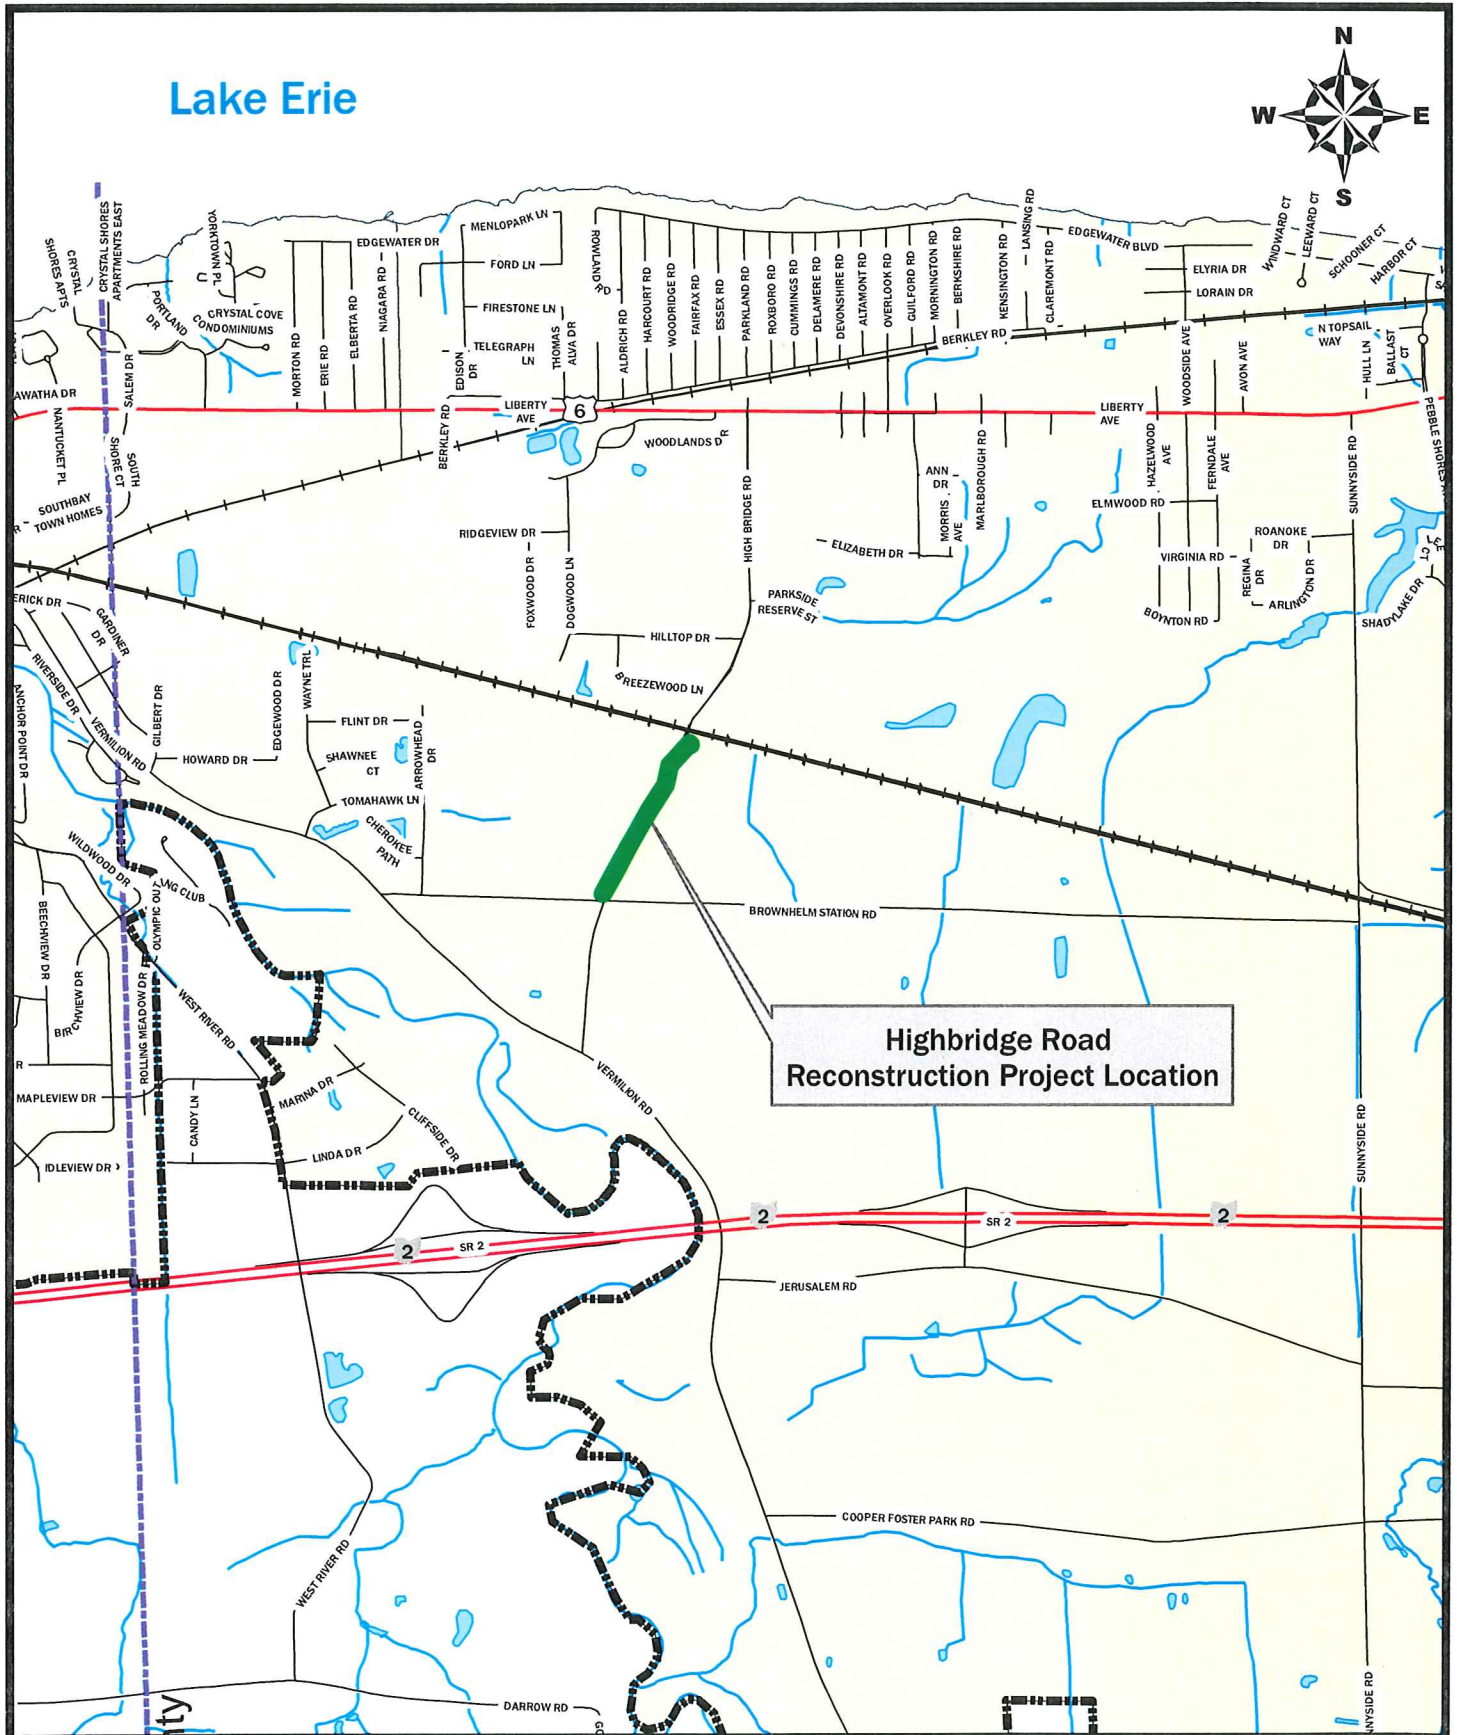 N
Lake Erie
W
E
S
CRYSTAL
SHORES APTS
CRYSTAL SHORES
APARTMENTS EAST
YORKTOWN PL
PORTLAND
DR
CRYSTAL COVE
CONDOMINIUMS
EDGEWATER DR
MENLOPARK LN
FORD LN
FIRESTONE LN
TELEGRAPH
LN
EDISON
DR
THOMAS
ALVA DR
MORTON RD
ERIE RD
ELBERTA RD
NIAGARA RD
ROWLAND
RD
ALDRICH RD
HARCOURT RD
WOODRIDGE RD
FAIRFAX RD
ESSEX RD
PARKLAND RD
ROXBORO RD
CUMMINGS RD
DELAMERE RD
DEVONSHIRE RD
ALTAMONT RD
OVERLOOK RD
GUILFORD RD
MORNINGTON RD
BERKSHIRE RD
KENSINGTON RD
LANSING RD
CLAREMONT RD
EDGEWATER BLVD
ELYRIA DR
LORAIN DR
WINDWARD CT
LEEWARD CT
SCHOONER CT
HARBOR CT
N TOPSAIL
WAY
HULL LN
BALLAST
CT
BERKLEY RD
WOODSIDE AVE
AVON AVE
AWATHA DR
NANTUCKET PL
SALEM DR
SOUTH
SHORE CT
SOUTHBAY
TOWN HOMES
BERKLEY RD
LIBERTY
AVE
6
WOODLANDS DR
LIBERTY
AVE
HAZELWOOD
AVE
FERNDALE
AVE
SUNNYSIDE RD
PEBBLE SHORES
HIGH BRIDGE RD
ANN
DR
MORRIS
AVE
MARLBOROUGH RD
ELMWOOD RD
RIDGEVIEW DR
FOXWOOD DR
DOGWOOD LN
ELIZABETH DR
VIRGINIA RD
ROANOKE
DR
REGINA
DR
ARLINGTON DR
BOYNTON RD
SHADYLAKE DR
PARKSIDE
RESERVE ST
HILLTOP DR
BREEZEWOOD LN
ERICK DR
GARDINER
DR
RIVERSIDE DR
VERMILION RD
ANCHOR POINT DR
GILBERT DR
HOWARD DR
EDGEWOOD DR
WAYNE TRL
FLINT DR
SHAWNEE
CT
ARROWHEAD
DR
TOMAHAWK LN
CHEROKEE
PATH
WILDWOOD DR
NG CLUB
OLYMPIC OUT
BEECHVIEW DR
BIRCHVIEW DR
ROLLING MEADOW DR
WEST RIVER RD
BROWNHELM STATION RD
Highbridge Road
Reconstruction Project Location
R
MAPLEVIEW DR
CANDY LN
MARINA DR
CLIFFSIDE DR
LINDA DR
IDLEVIEW DR
VERMILION RD
SUNNYSIDE RD
2
SR 2
2
SR 2
2
JERUSALEM RD
COOPER FOSTER PARK RD
WEST RIVER RD
DARROW RD
NNYSIDE RD
nty